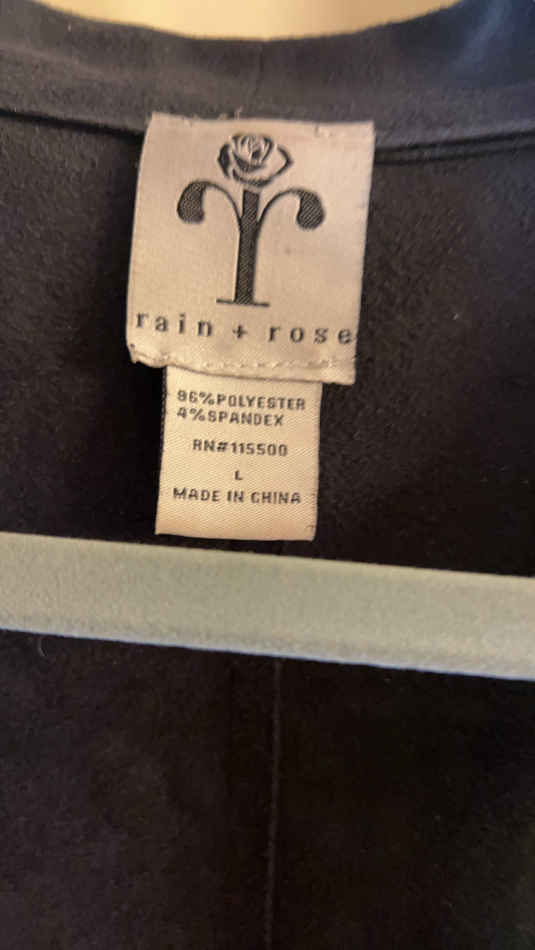 rain + rose
96%POLYESTER
4%SPANDEX
RN#115500
L
MADE IN CHINA